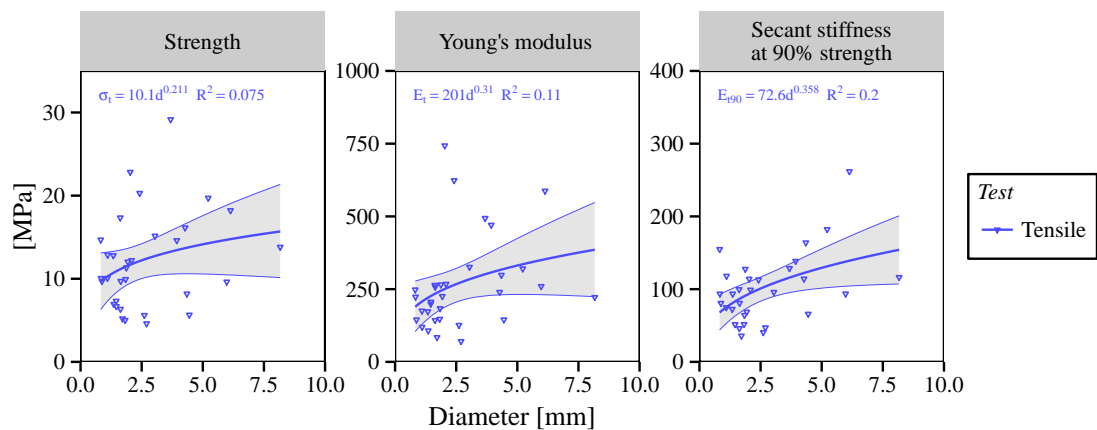 Strength
Young's modulus
Secant stiffness
at 90% strength
σt = 10.1d^0.211 R² = 0.075
Et = 201d^0.31 R² = 0.11
Et90 = 72.6d^0.358 R² = 0.2
[MPa]
30
20
10
0
1000
750
500
250
0
400
300
200
100
0
0.0 2.5 5.0 7.5 10.0
0.0 2.5 5.0 7.5 10.0
0.0 2.5 5.0 7.5 10.0
Diameter [mm]
Test
Tensile